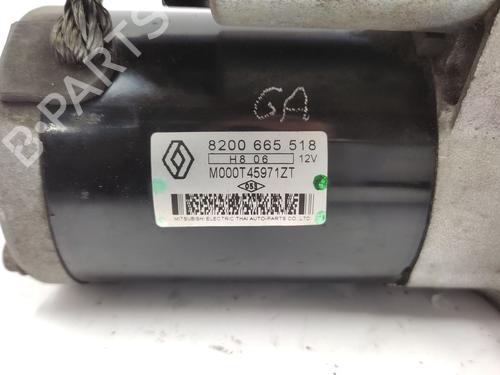 GA
8200 665 518
H8 06 12V
M000T45971ZT
MITSUBISHI ELECTRIC THAI AUTO-PARTS CO.,LTD.
B-PARTS